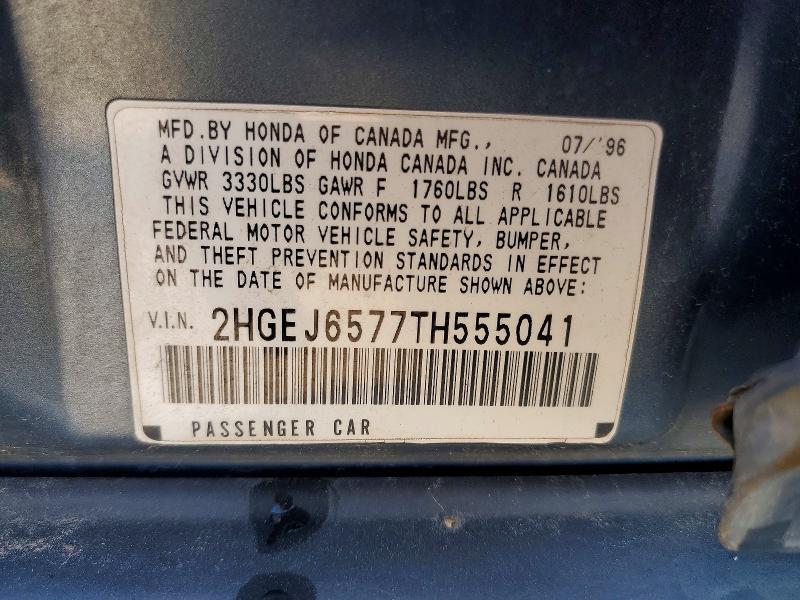 MFD.BY HONDA OF CANADA MFG., 07/'96
A DIVISION OF HONDA CANADA INC. CANADA
GVWR 3330LBS GAWR F 1760LBS R 1610LBS
THIS VEHICLE CONFORMS TO ALL APPLICABLE
FEDERAL MOTOR VEHICLE SAFETY, BUMPER,
AND THEFT PREVENTION STANDARDS IN EFFECT
ON THE DATE OF MANUFACTURE SHOWN ABOVE:
V.I.N. 2HGEJ6577TH555041
PASSENGER CAR